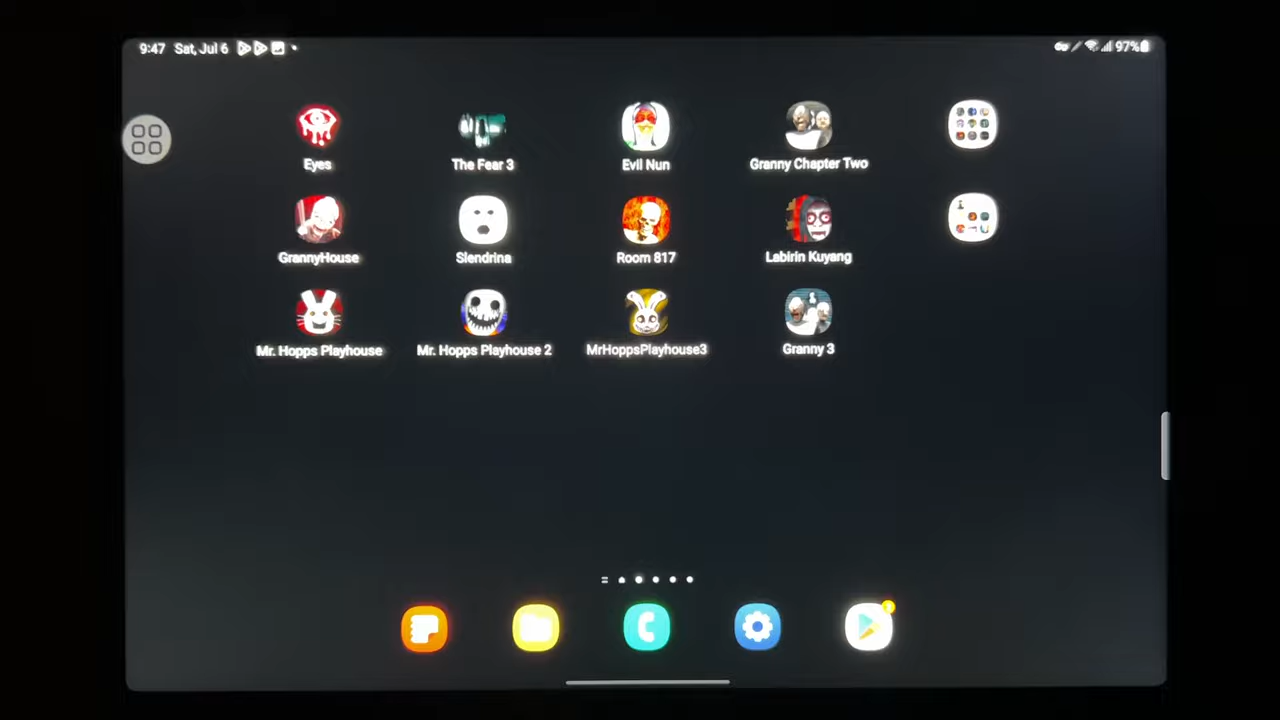 9:47 Sat, Jul 6
97%
Eyes
The Fear 3
Evil Nun
Granny Chapter Two
GrannyHouse
Slendrina
Room 817
Labirin Kuyang
Mr. Hopps Playhouse
Mr. Hopps Playhouse 2
MrHoppsPlayhouse3
Granny 3